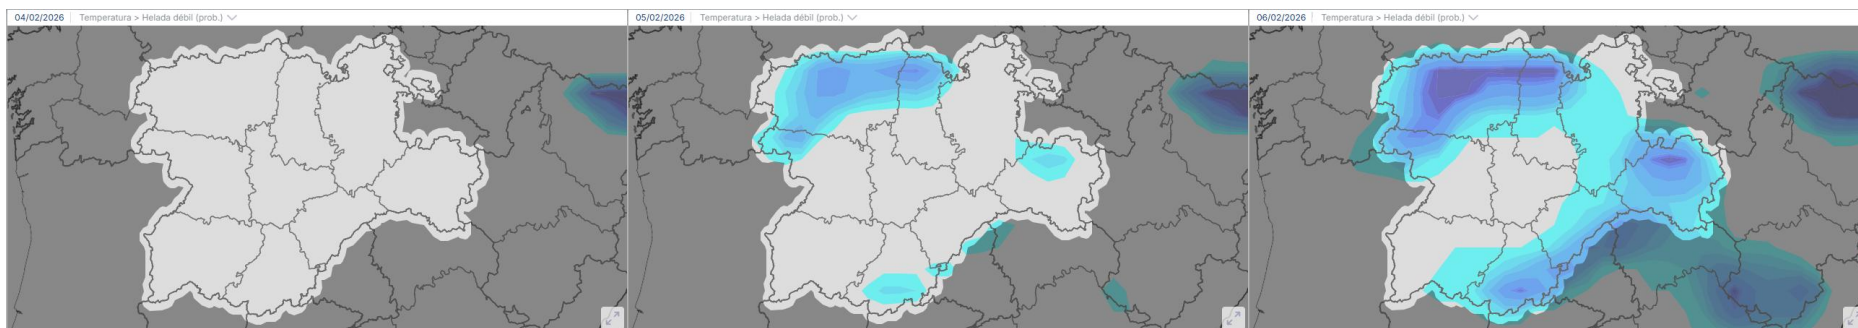 04/02/2026 Temperatura > Helada débil (prob.)
05/02/2026 Temperatura > Helada débil (prob.)
06/02/2026 Temperatura > Helada débil (prob.)